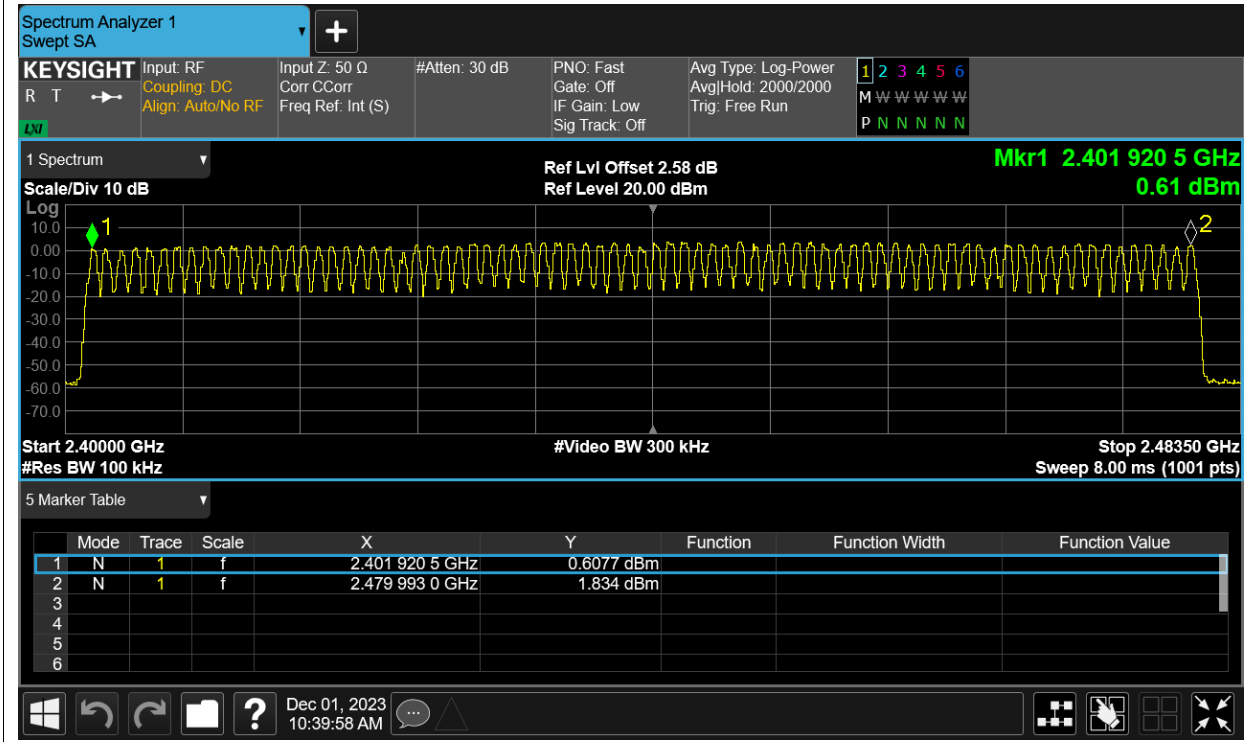 Spectrum Analyzer 1
Swept SA
+
KEYSIGHT
R T
LXI
Input: RF
Coupling: DC
Align: Auto/No RF
Input Z: 50 Ω
Corr CCorr
Freq Ref: Int (S)
#Atten: 30 dB
PNO: Fast
Gate: Off
IF Gain: Low
Sig Track: Off
Avg Type: Log-Power
Avg|Hold: 2000/2000
Trig: Free Run
1 2 3 4 5 6
M W W W W W
P N N N N N
1 Spectrum
Scale/Div 10 dB
Ref Lvl Offset 2.58 dB
Ref Level 20.00 dBm
Mkr1 2.401 920 5 GHz
0.61 dBm
Log
1
2
10.0
0.00
-10.0
-20.0
-30.0
-40.0
-50.0
-60.0
-70.0
Start 2.40000 GHz
#Res BW 100 kHz
#Video BW 300 kHz
Stop 2.48350 GHz
Sweep 8.00 ms (1001 pts)
5 Marker Table
Mode Trace Scale X Y Function Function Width Function Value
1 N 1 f 2.401 920 5 GHz 0.6077 dBm
2 N 1 f 2.479 993 0 GHz 1.834 dBm
3
4
5
6
?
Dec 01, 2023
10:39:58 AM